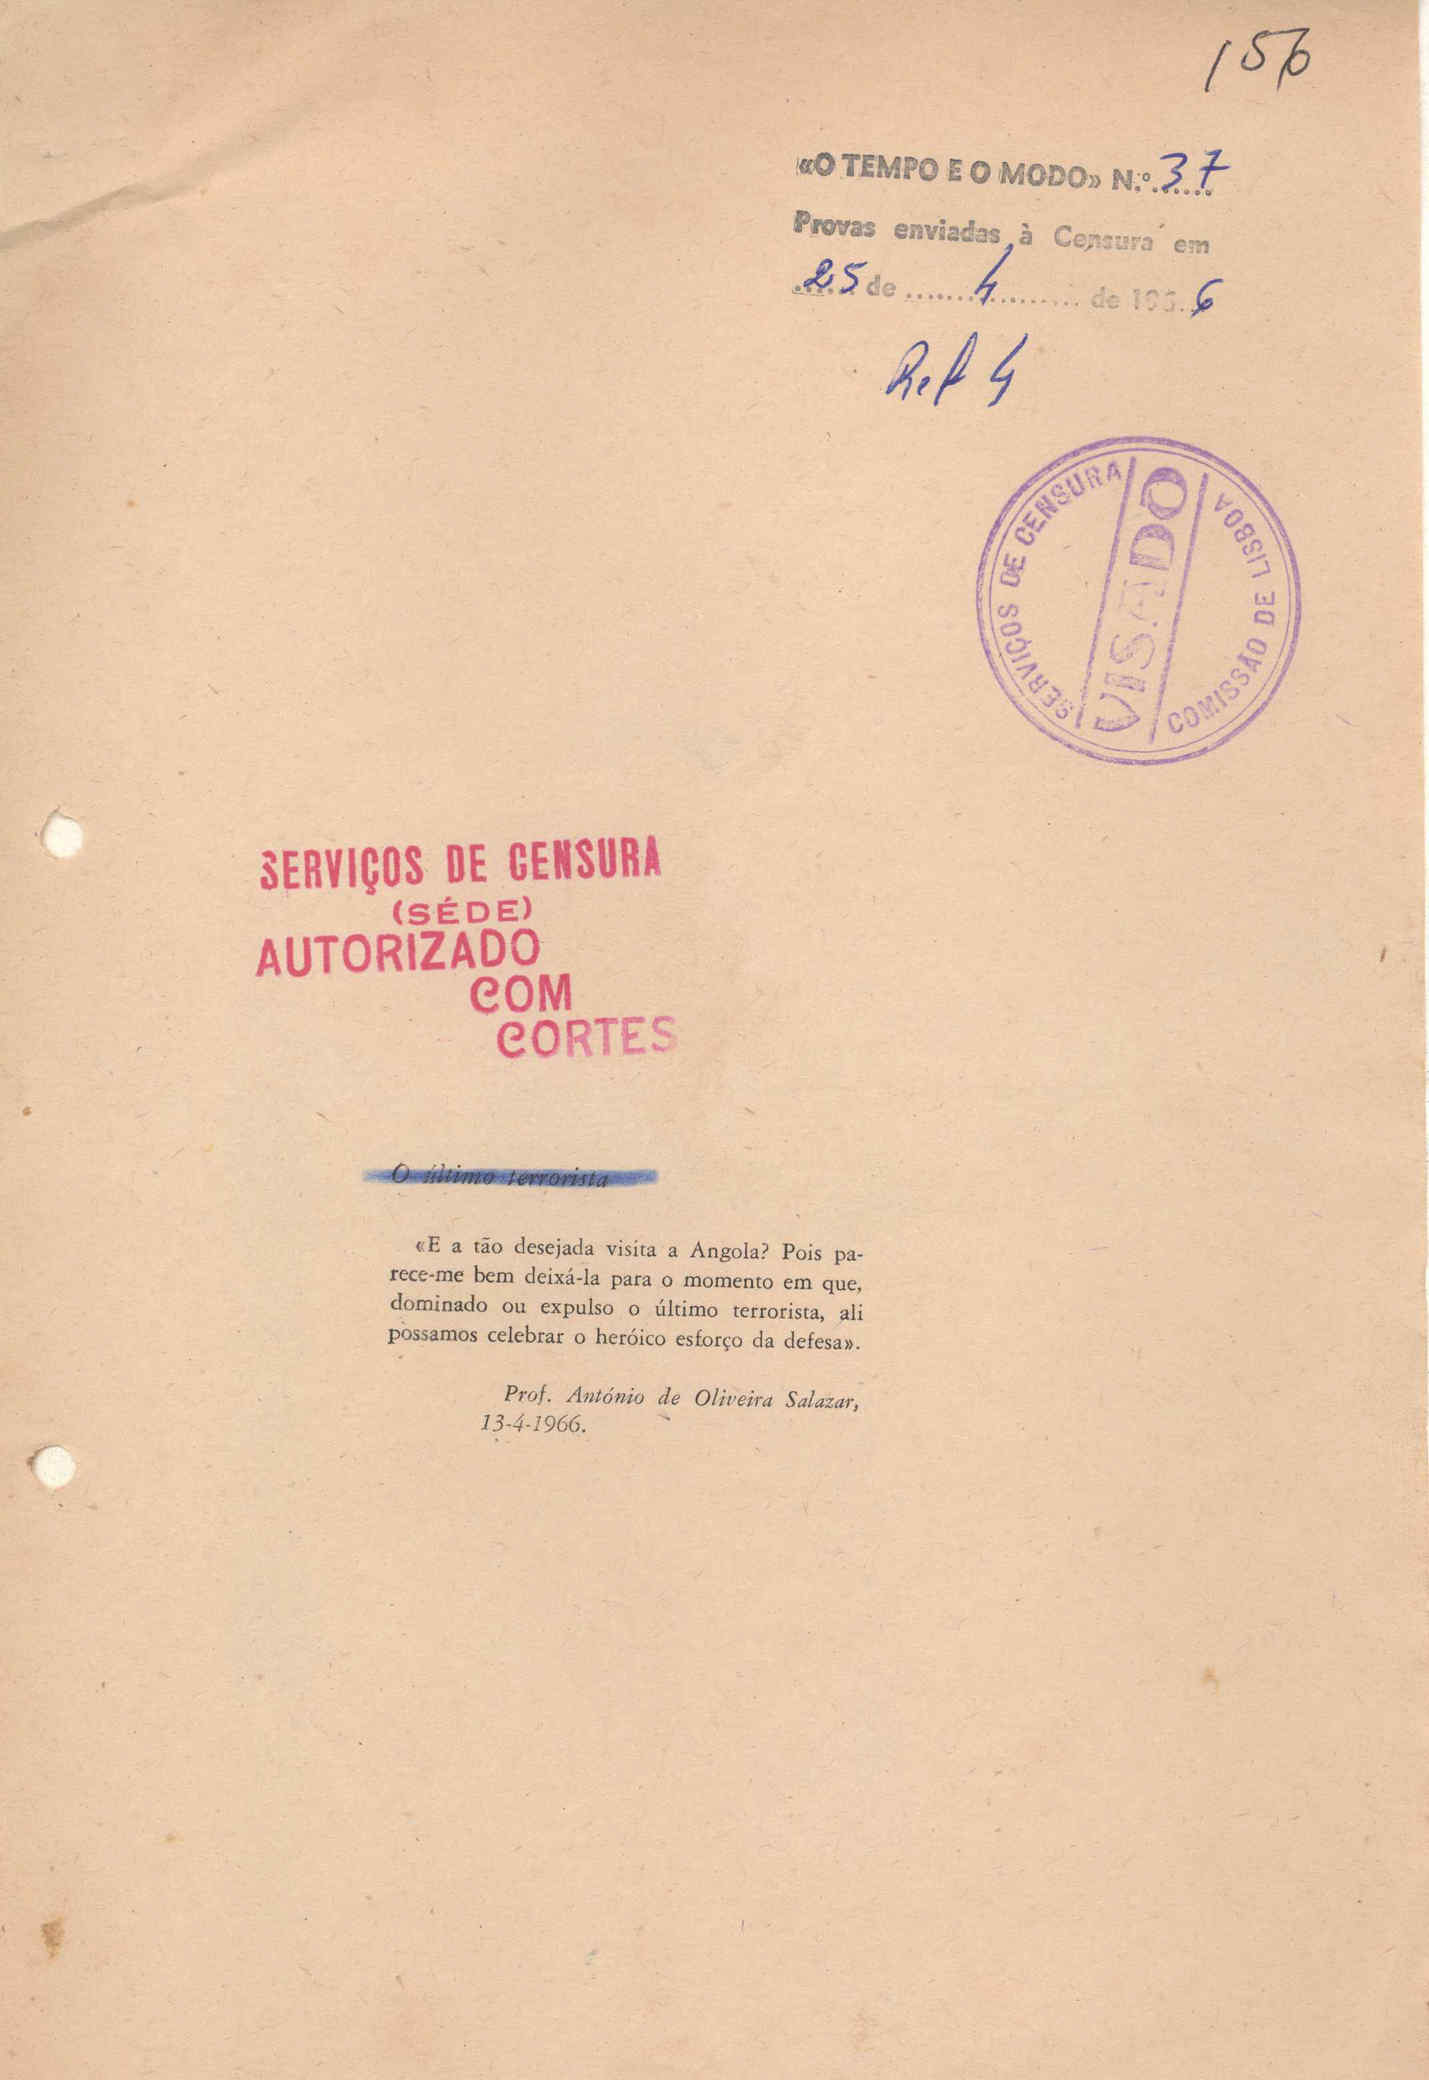 156
«O TEMPO E O MODO» N.º 37
Provas enviadas à Censura em
25 de 4 de 1966
Ref 4
SERVIÇOS DE CENSURA
VISADO
COMISSÃO DE LISBOA
SERVIÇOS DE CENSURA
(SÉDE)
AUTORIZADO
COM
CORTES
O último terrorista
«E a tão desejada visita a Angola? Pois pa-
rece-me bem deixá-la para o momento em que,
dominado ou expulso o último terrorista, ali
possamos celebrar o heróico esforço da defesa».
Prof. António de Oliveira Salazar,
13-4-1966.